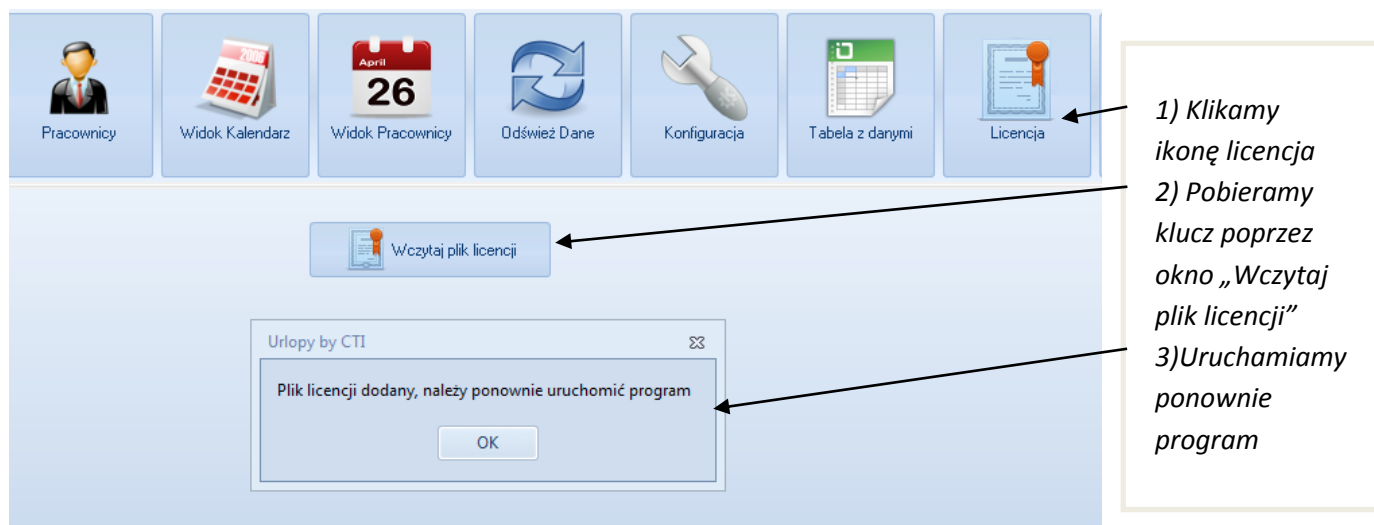 2006
April
26
Pracownicy
Widok Kalendarz
Widok Pracownicy
Odśwież Dane
Konfiguracja
Tabela z danymi
Licencja
Wczytaj plik licencji
Urlopy by CTI
Plik licencji dodany, należy ponownie uruchomić program
OK
1) Klikamy
ikonę licencja
2) Pobieramy
klucz poprzez
okno „Wczytaj
plik licencji”
3)Uruchamiamy
ponownie
program